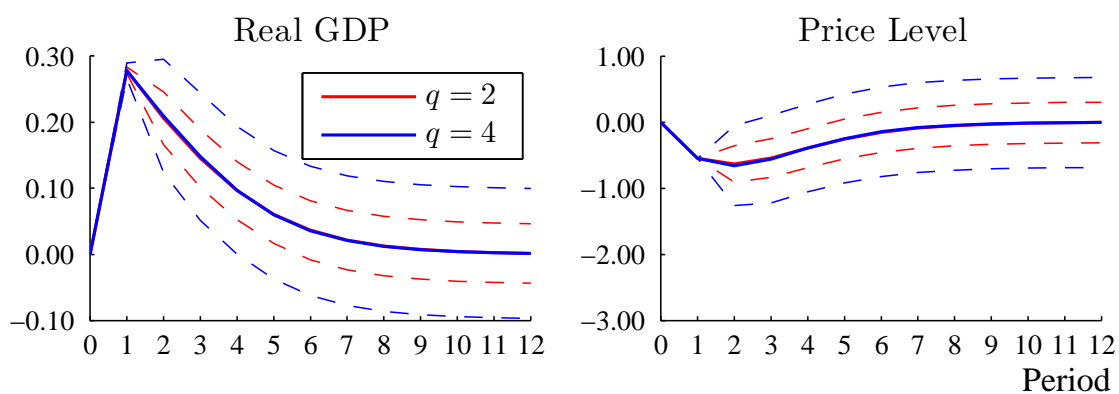 Real GDP
0.30
0.20
0.10
0.00
–0.10
0 1 2 3 4 5 6 7 8 9 10 11 12
q = 2
q = 4
Price Level
1.00
0.00
–1.00
–2.00
–3.00
0 1 2 3 4 5 6 7 8 9 10 11 12
Period